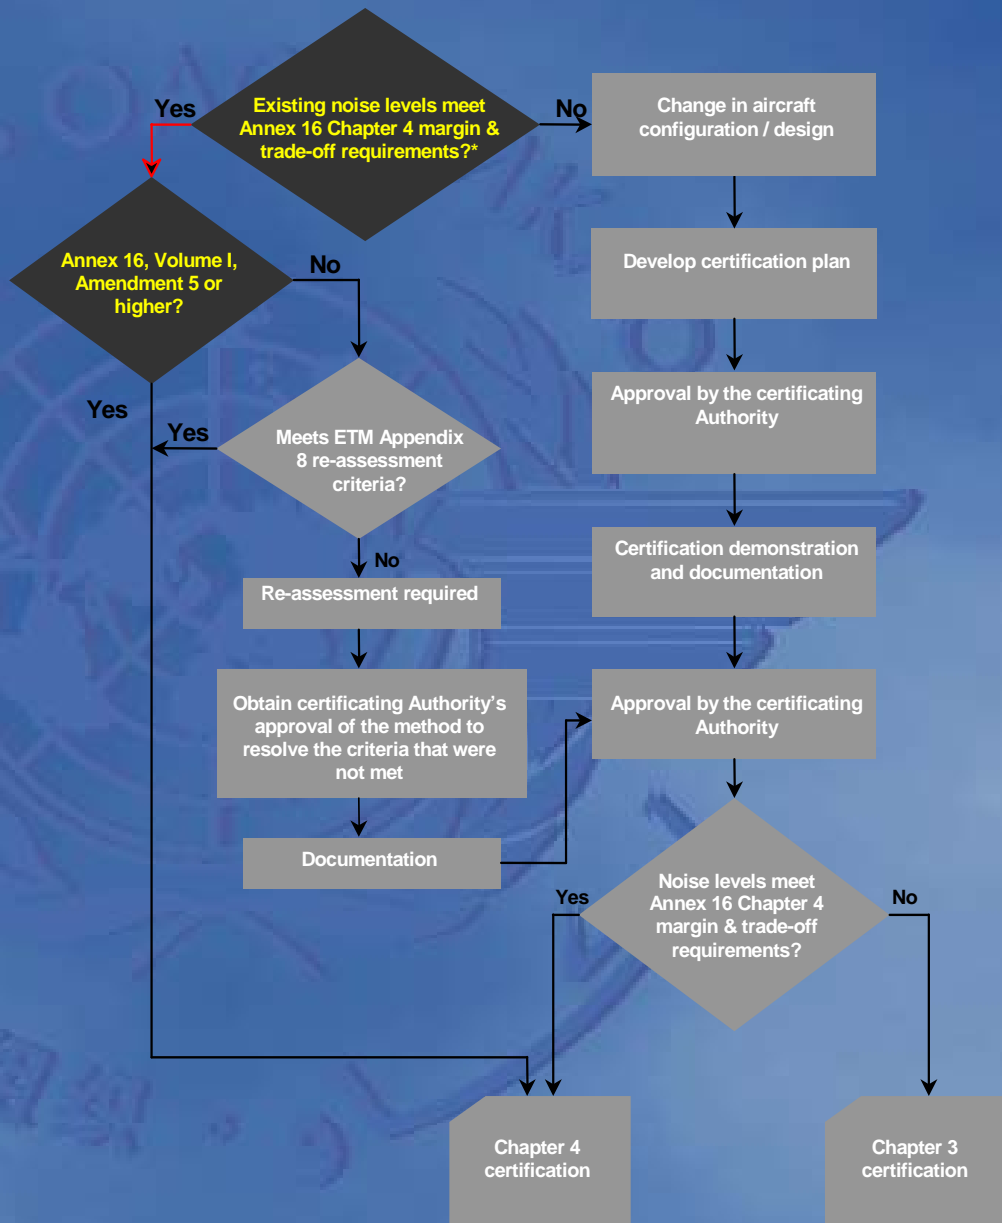 Yes
Existing noise levels meet
Annex 16 Chapter 4 margin &
trade-off requirements?*
No
Change in aircraft
configuration / design
Annex 16, Volume I,
Amendment 5 or
higher?
No
Develop certification plan
Yes
Approval by the certificating
Authority
Yes
Meets ETM Appendix
8 re-assessment
criteria?
No
Certification demonstration
and documentation
Re-assessment required
Obtain certificating Authority’s
approval of the method to
resolve the criteria that were
not met
Approval by the certificating
Authority
Documentation
Yes
Noise levels meet
Annex 16 Chapter 4
margin & trade-off
requirements?
No
Chapter 4
certification
Chapter 3
certification